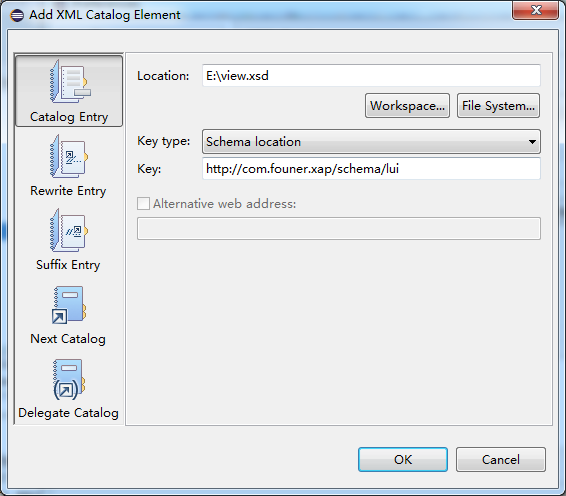 Add XML Catalog Element
Catalog Entry
Rewrite Entry
Suffix Entry
Next Catalog
Delegate Catalog
Location: E:\view.xsd
Workspace... File System...
Key type: Schema location
Key: http://com.founer.xap/schema/lui
Alternative web address:
OK Cancel